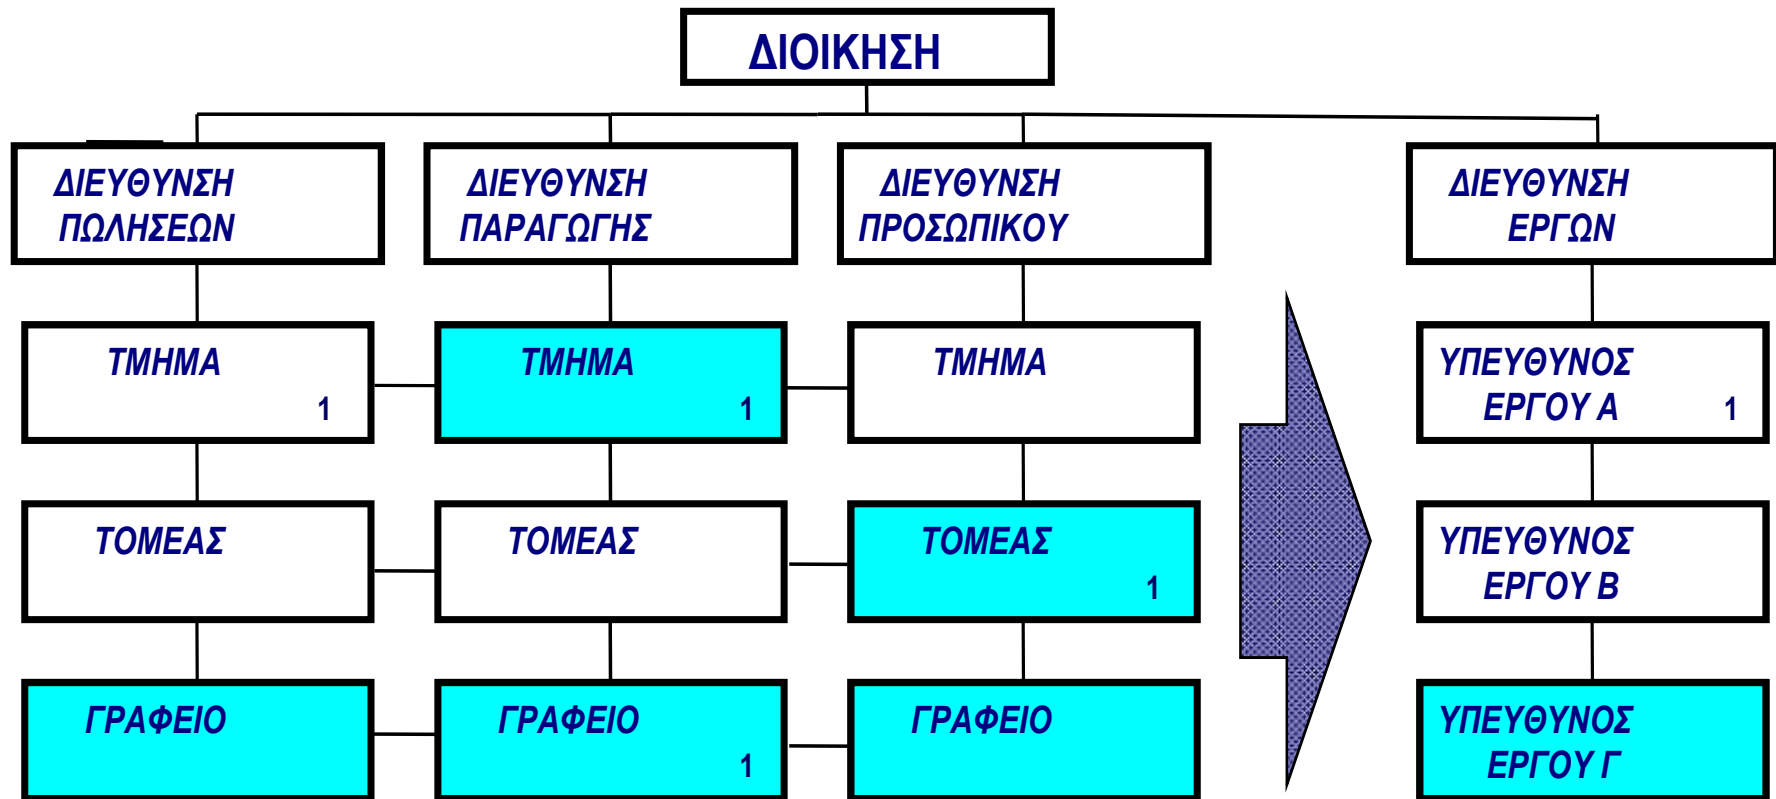 ΔΙΟΙΚΗΣΗ
ΔΙΕΥΘΥΝΣΗ
ΠΩΛΗΣΕΩΝ
ΔΙΕΥΘΥΝΣΗ
ΠΑΡΑΓΩΓΗΣ
ΔΙΕΥΘΥΝΣΗ
ΠΡΟΣΩΠΙΚΟΥ
ΔΙΕΥΘΥΝΣΗ
ΕΡΓΩΝ
ΤΜΗΜΑ
1
ΤΜΗΜΑ
1
ΤΜΗΜΑ
ΥΠΕΥΘΥΝΟΣ
ΕΡΓΟΥ Α 1
ΤΟΜΕΑΣ
ΤΟΜΕΑΣ
ΤΟΜΕΑΣ
1
ΥΠΕΥΘΥΝΟΣ
ΕΡΓΟΥ Β
ΓΡΑΦΕΙΟ
ΓΡΑΦΕΙΟ
1
ΓΡΑΦΕΙΟ
ΥΠΕΥΘΥΝΟΣ
ΕΡΓΟΥ Γ